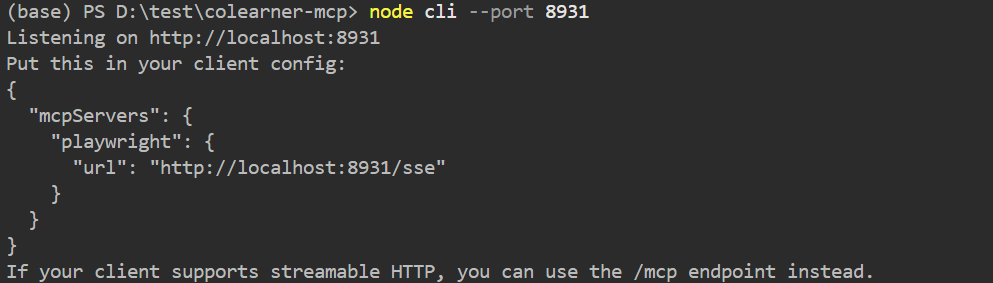 (base) PS D:\test\colearner-mcp> node cli --port 8931
Listening on http://localhost:8931
Put this in your client config:
{
  "mcpServers": {
    "playwright": {
      "url": "http://localhost:8931/sse"
    }
  }
}
If your client supports streamable HTTP, you can use the /mcp endpoint instead.